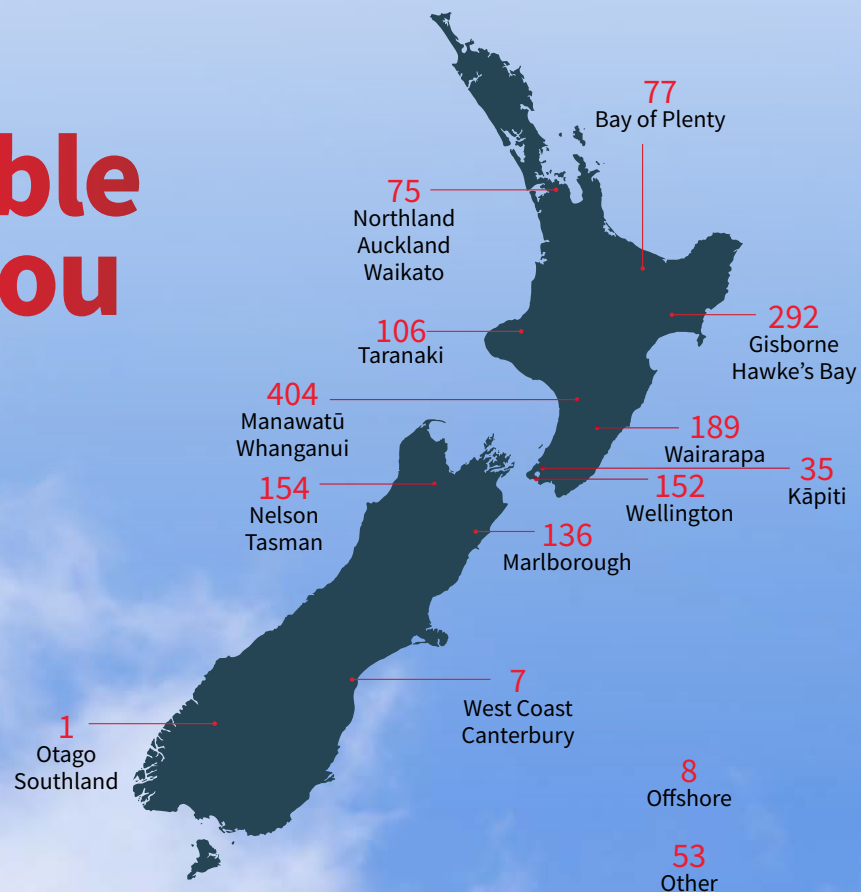 ble
ou
77
Bay of Plenty
75
Northland
Auckland
Waikato
106
Taranaki
292
Gisborne
Hawke’s Bay
404
Manawatū
Whanganui
189
Wairarapa
35
Kāpiti
154
Nelson
Tasman
152
Wellington
136
Marlborough
7
West Coast
Canterbury
1
Otago
Southland
8
Offshore
53
Other